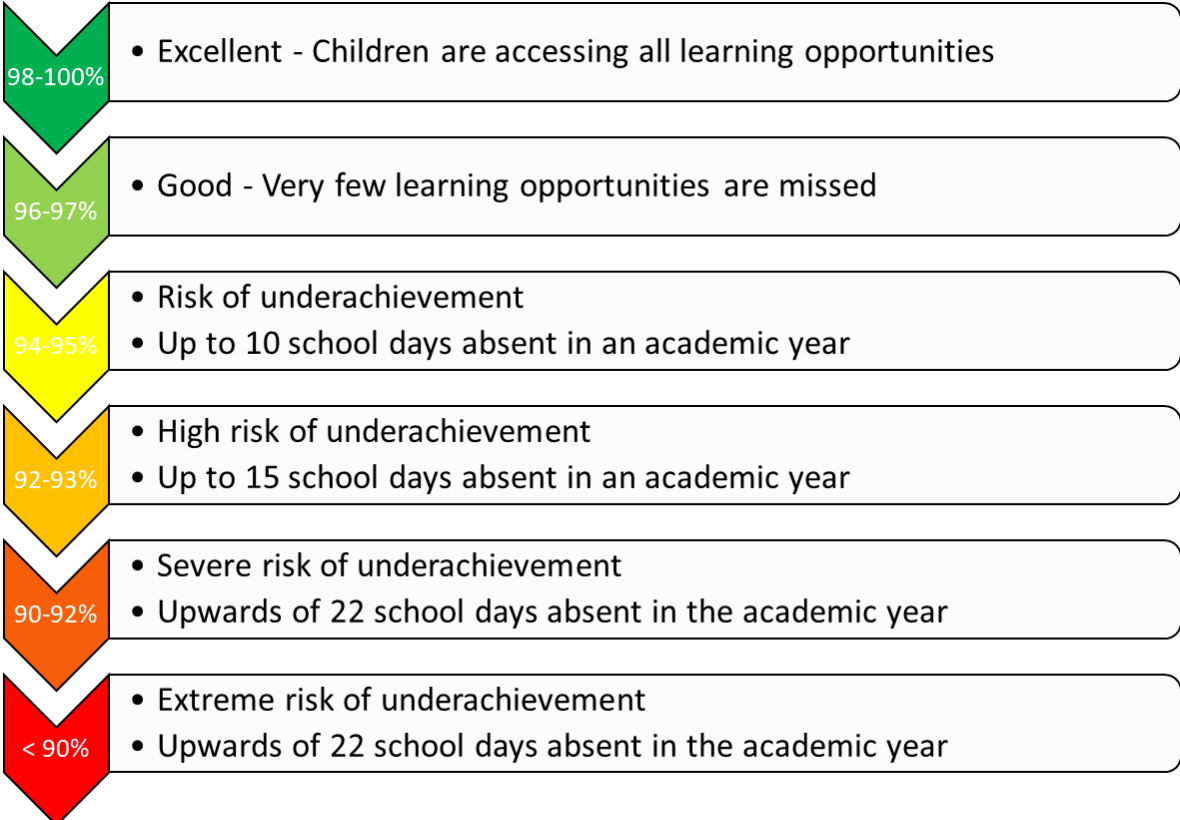 98-100%
• Excellent - Children are accessing all learning opportunities
96-97%
• Good - Very few learning opportunities are missed
94-95%
• Risk of underachievement
• Up to 10 school days absent in an academic year
92-93%
• High risk of underachievement
• Up to 15 school days absent in an academic year
90-92%
• Severe risk of underachievement
• Upwards of 22 school days absent in the academic year
< 90%
• Extreme risk of underachievement
• Upwards of 22 school days absent in the academic year